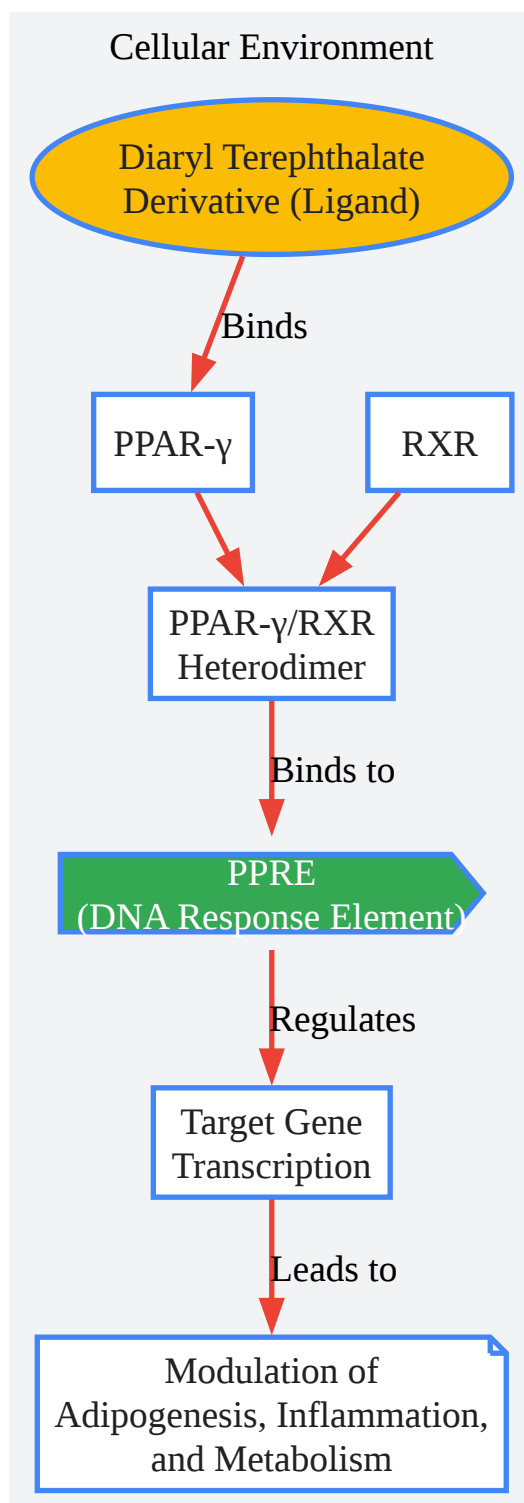 Cellular Environment
Diaryl Terephthalate
Derivative (Ligand)
Binds
PPAR-γ
RXR
PPAR-γ/RXR
Heterodimer
Binds to
PPRE
(DNA Response Element)
Regulates
Target Gene
Transcription
Leads to
Modulation of
Adipogenesis, Inflammation,
and Metabolism